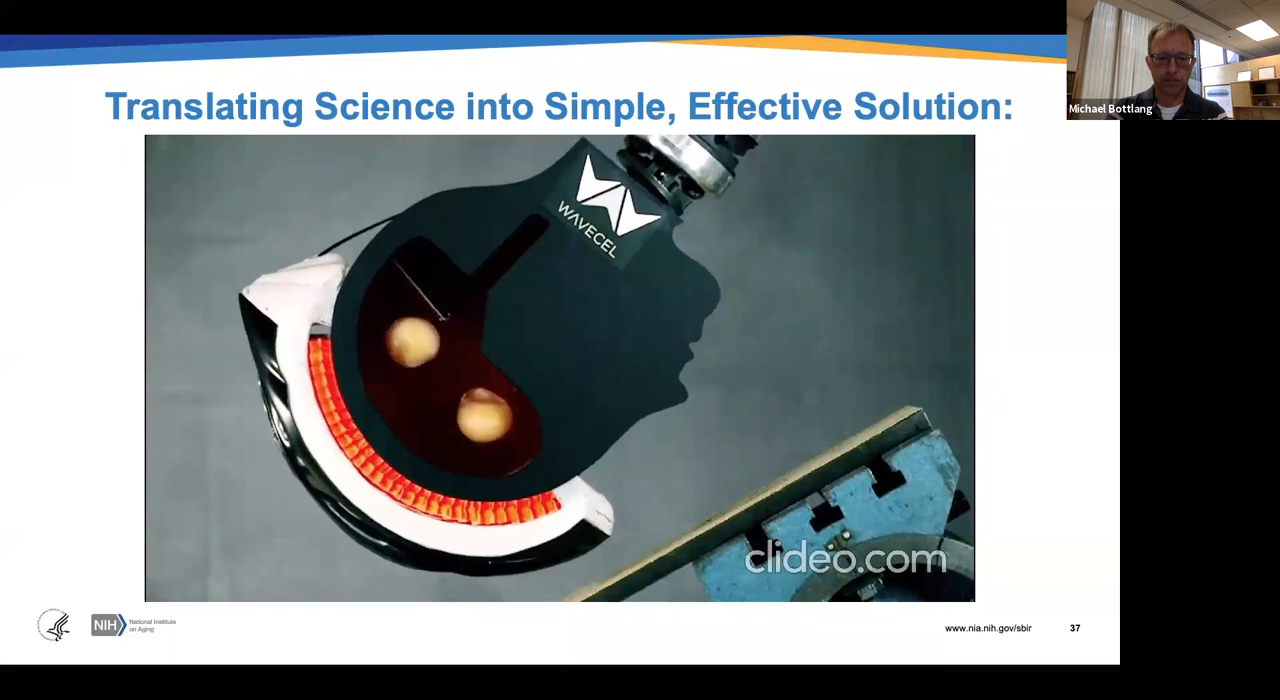 Michael Bottlang
Translating Science into Simple, Effective Solution:
WAVECEL
clideo.com
NIH
National Institute
on Aging
www.nia.nih.gov/sbir
37